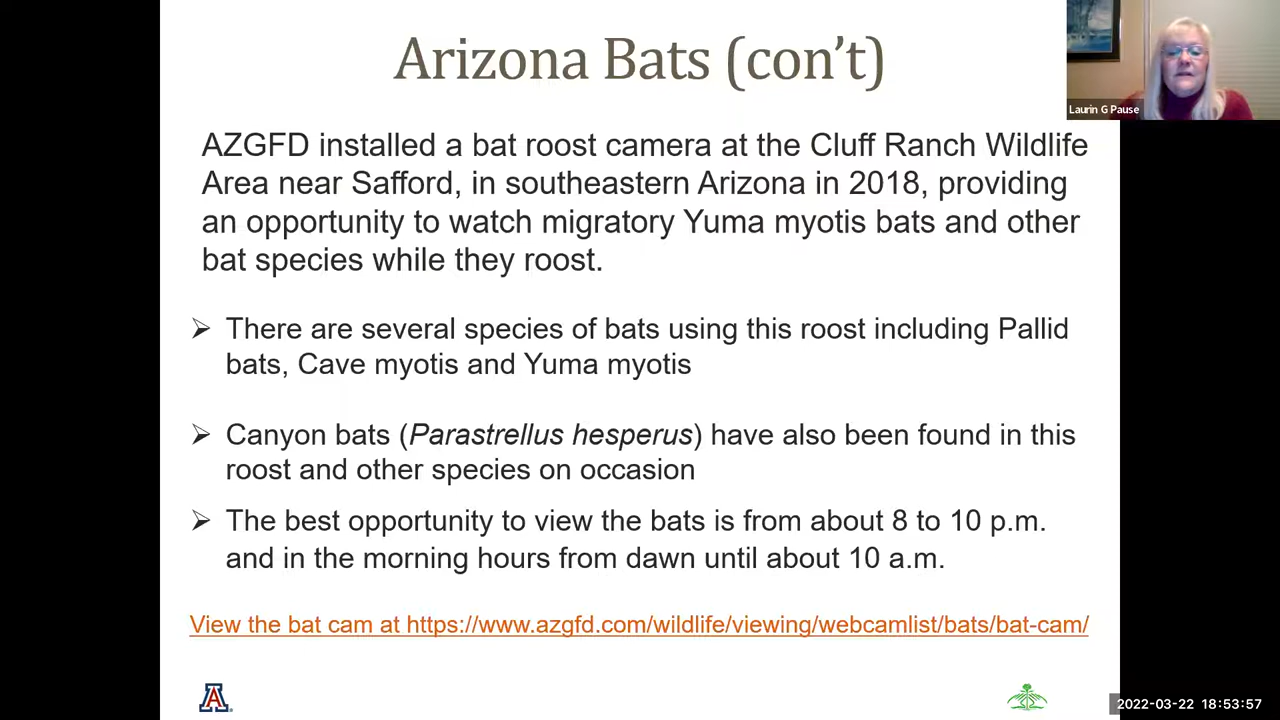 Arizona Bats (con’t)
Laurin G Pause
AZGFD installed a bat roost camera at the Cluff Ranch Wildlife
Area near Safford, in southeastern Arizona in 2018, providing
an opportunity to watch migratory Yuma myotis bats and other
bat species while they roost.
➢ There are several species of bats using this roost including Pallid
bats, Cave myotis and Yuma myotis
➢ Canyon bats (Parastrellus hesperus) have also been found in this
roost and other species on occasion
➢ The best opportunity to view the bats is from about 8 to 10 p.m.
and in the morning hours from dawn until about 10 a.m.
View the bat cam at https://www.azgfd.com/wildlife/viewing/webcamlist/bats/bat-cam/
A
2022-03-22 18:53:57